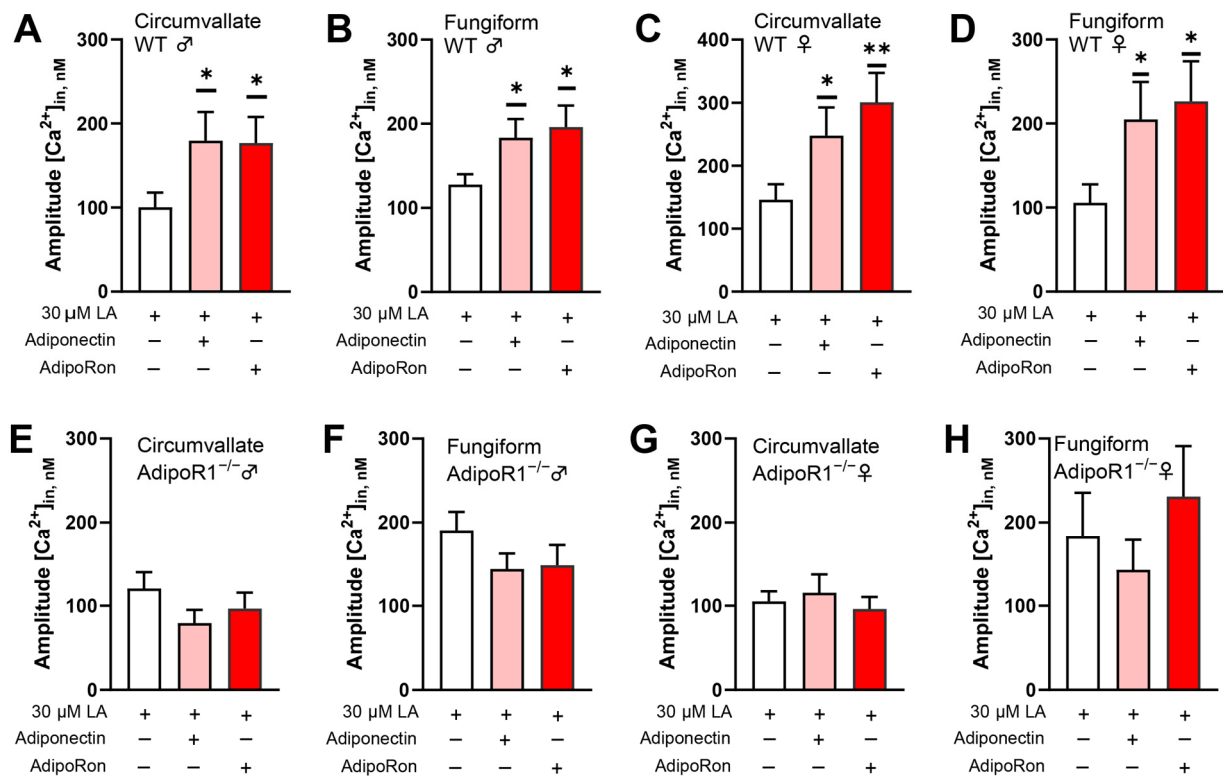 A
Circumvallate
WT ♂
Amplitude [Ca²⁺]in, nM
300
200
100
0
* *
30 µM LA + + +
Adiponectin − + −
AdipoRon − − +
B
Fungiform
WT ♂
Amplitude [Ca²⁺]in, nM
300
200
100
0
* *
30 µM LA + + +
Adiponectin − + −
AdipoRon − − +
C
Circumvallate
WT ♀
Amplitude [Ca²⁺]in, nM
400
300
200
100
0
* **
30 µM LA + + +
Adiponectin − + −
AdipoRon − − +
D
Fungiform
WT ♀
Amplitude [Ca²⁺]in, nM
300
200
100
0
* *
30 µM LA + + +
Adiponectin − + −
AdipoRon − − +
E
Circumvallate
AdipoR1⁻/⁻♂
Amplitude [Ca²⁺]in, nM
300
200
100
0
30 µM LA + + +
Adiponectin − + −
AdipoRon − − +
F
Fungiform
AdipoR1⁻/⁻♂
Amplitude [Ca²⁺]in, nM
300
200
100
0
30 µM LA + + +
Adiponectin − + −
AdipoRon − − +
G
Circumvallate
AdipoR1⁻/⁻♀
Amplitude [Ca²⁺]in, nM
300
200
100
0
30 µM LA + + +
Adiponectin − + −
AdipoRon − − +
H
Fungiform
AdipoR1⁻/⁻♀
Amplitude [Ca²⁺]in, nM
300
200
100
0
30 µM LA + + +
Adiponectin − + −
AdipoRon − − +